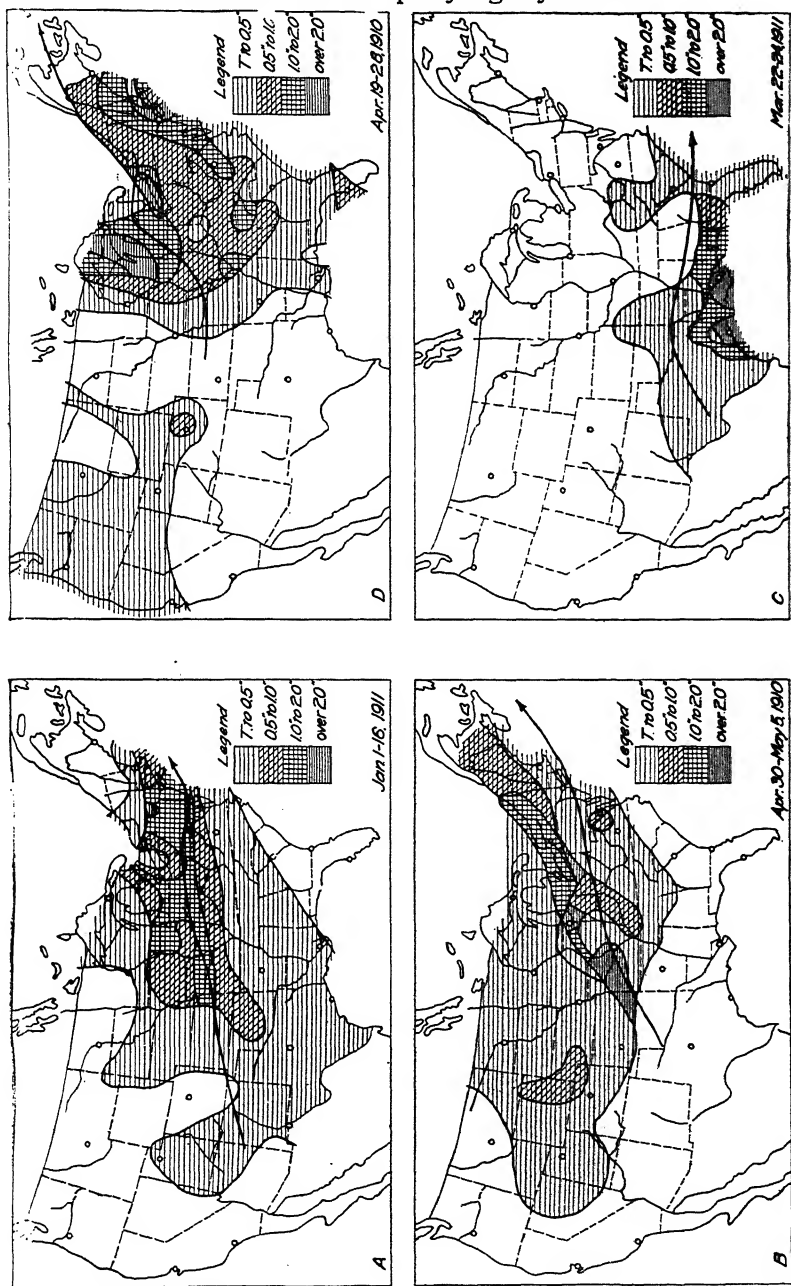 A
Legend
T. to 0.5"
0.5" to 1.0"
1.0" to 2.0"
over 2.0"
Jan 1-16, 1911
B
Legend
T. to 0.5"
0.5" to 1.0"
1.0" to 2.0"
over 2.0"
Apr. 30-May 5, 1910
C
Legend
T. to 0.5"
0.5" to 1.0"
1.0" to 2.0"
over 2.0"
Mar. 22-24, 1911
D
Legend
T. to 0.5"
0.5" to 1.0"
1.0" to 2.0"
over 2.0"
Apr. 19-28, 1910